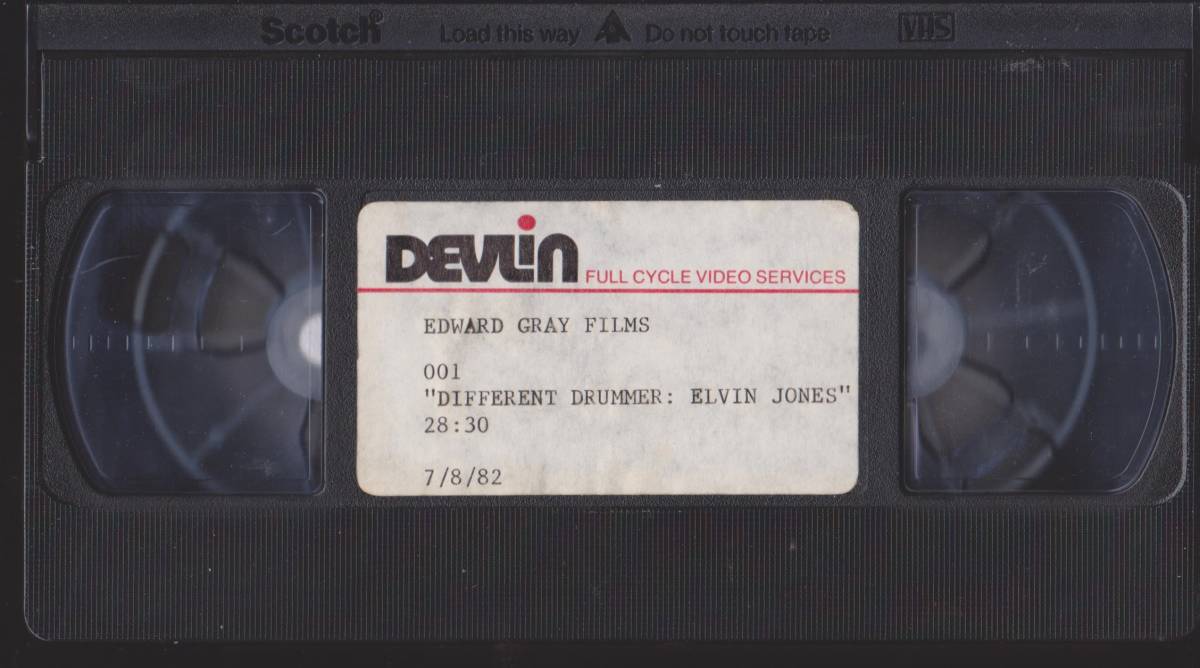 Scotch® Load this way Do not touch tape VHS
DEVLIN FULL CYCLE VIDEO SERVICES
EDWARD GRAY FILMS
001
"DIFFERENT DRUMMER: ELVIN JONES"
28:30
7/8/82